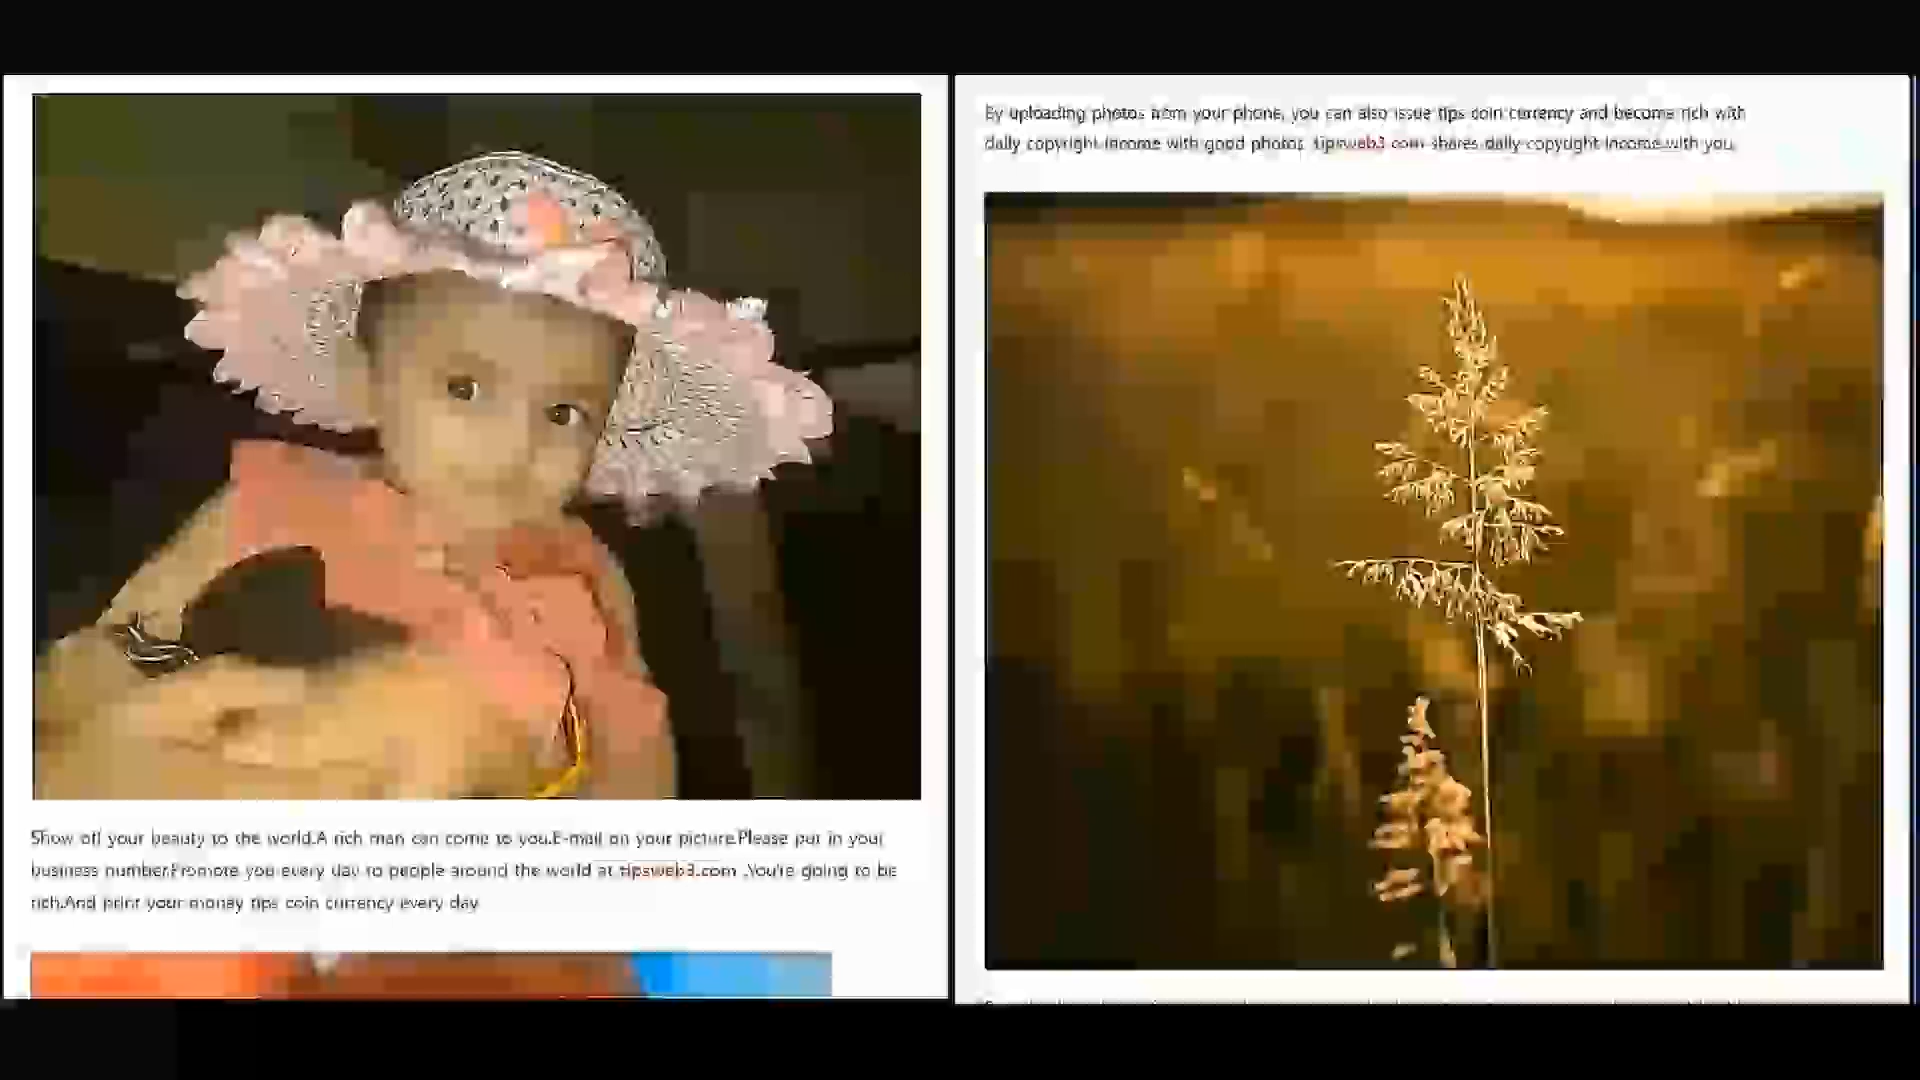 Show off your beauty to the world.A rich man can come to you.E-mail on your picture.Please put in your
business number.Promote you every day to people around the world at tipsweb3.com .You're going to be
rich.And print your money tips coin currency every day
By uploading photos from your phone, you can also issue tips coin currency and become rich with
daily copyright income with good photos. tipsweb3.com shares daily copyright income with you.